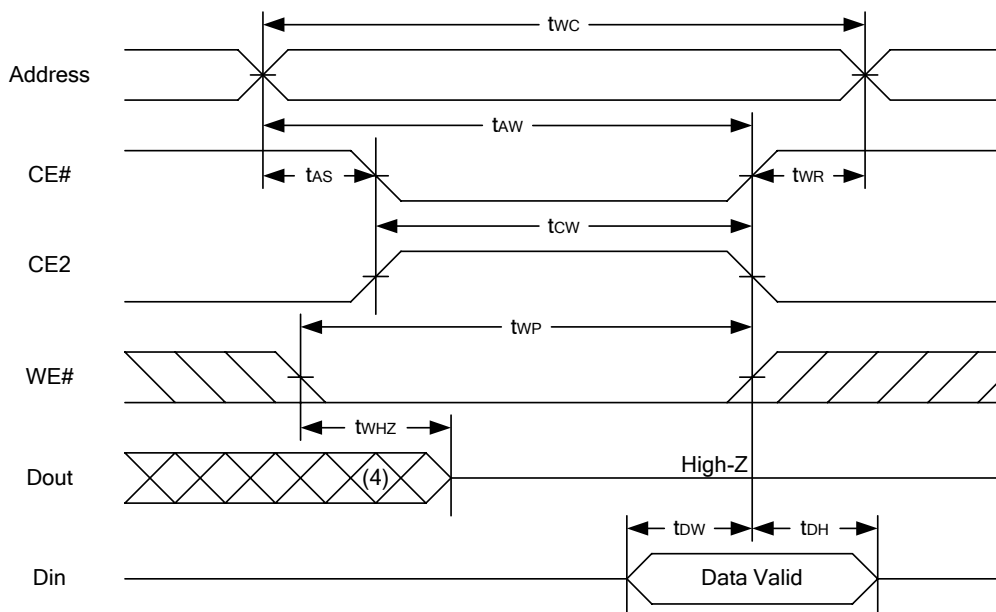 tWC
Address
tAW
CE#
tAS
tWR
tCW
CE2
tWP
WE#
tWHZ
Dout
(4)
High-Z
tDW
tDH
Din
Data Valid